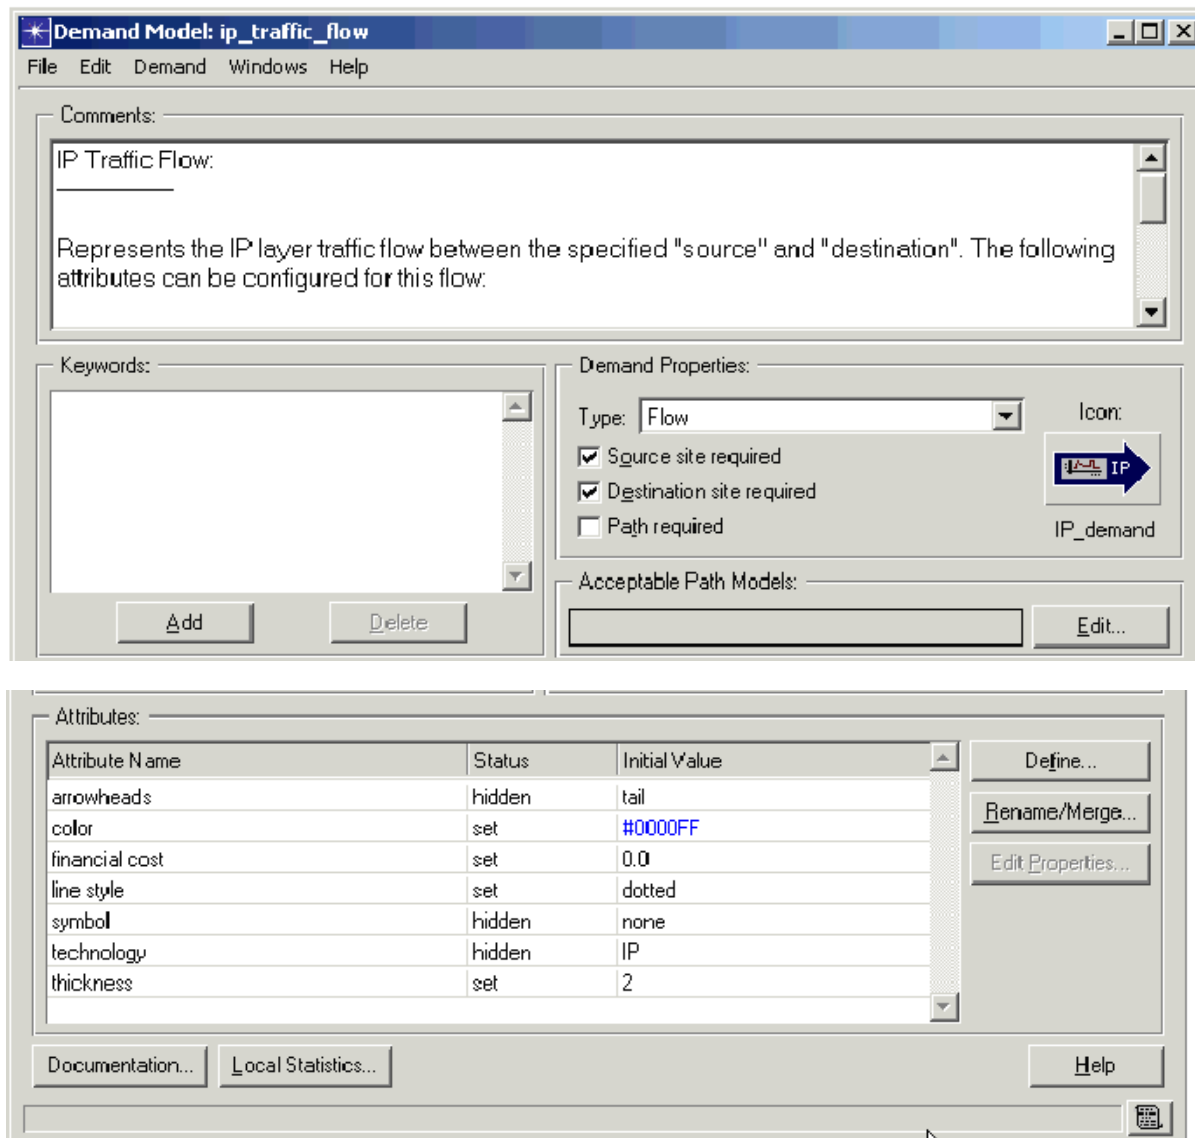 Demand Model: ip_traffic_flow
File Edit Demand Windows Help
Comments:
IP Traffic Flow:
Represents the IP layer traffic flow between the specified "source" and "destination". The following
attributes can be configured for this flow:
Keywords:
Demand Properties:
Type: Flow
Icon:
Source site required
IP
Destination site required
Path required
IP_demand
Acceptable Path Models:
Add Delete
Edit...
Attributes:
Attribute Name Status Initial Value
Define...
arrowheads hidden tail
Rename/Merge...
color set #0000FF
financial cost set 0.0
Edit Properties...
line style set dotted
symbol hidden none
technology hidden IP
thickness set 2
Documentation... Local Statistics... Help